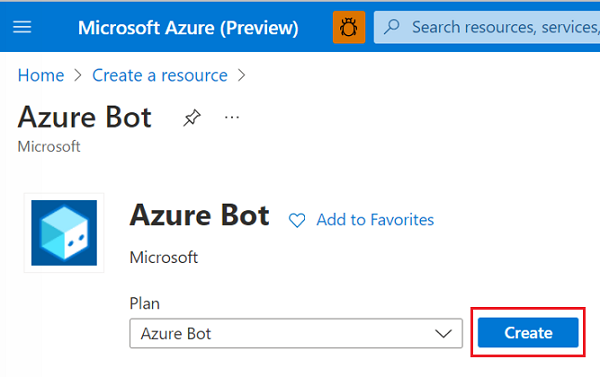 Microsoft Azure (Preview)
Search resources, services,
Home > Create a resource >
Azure Bot
Microsoft
Azure Bot
Add to Favorites
Microsoft
Plan
Azure Bot
Create